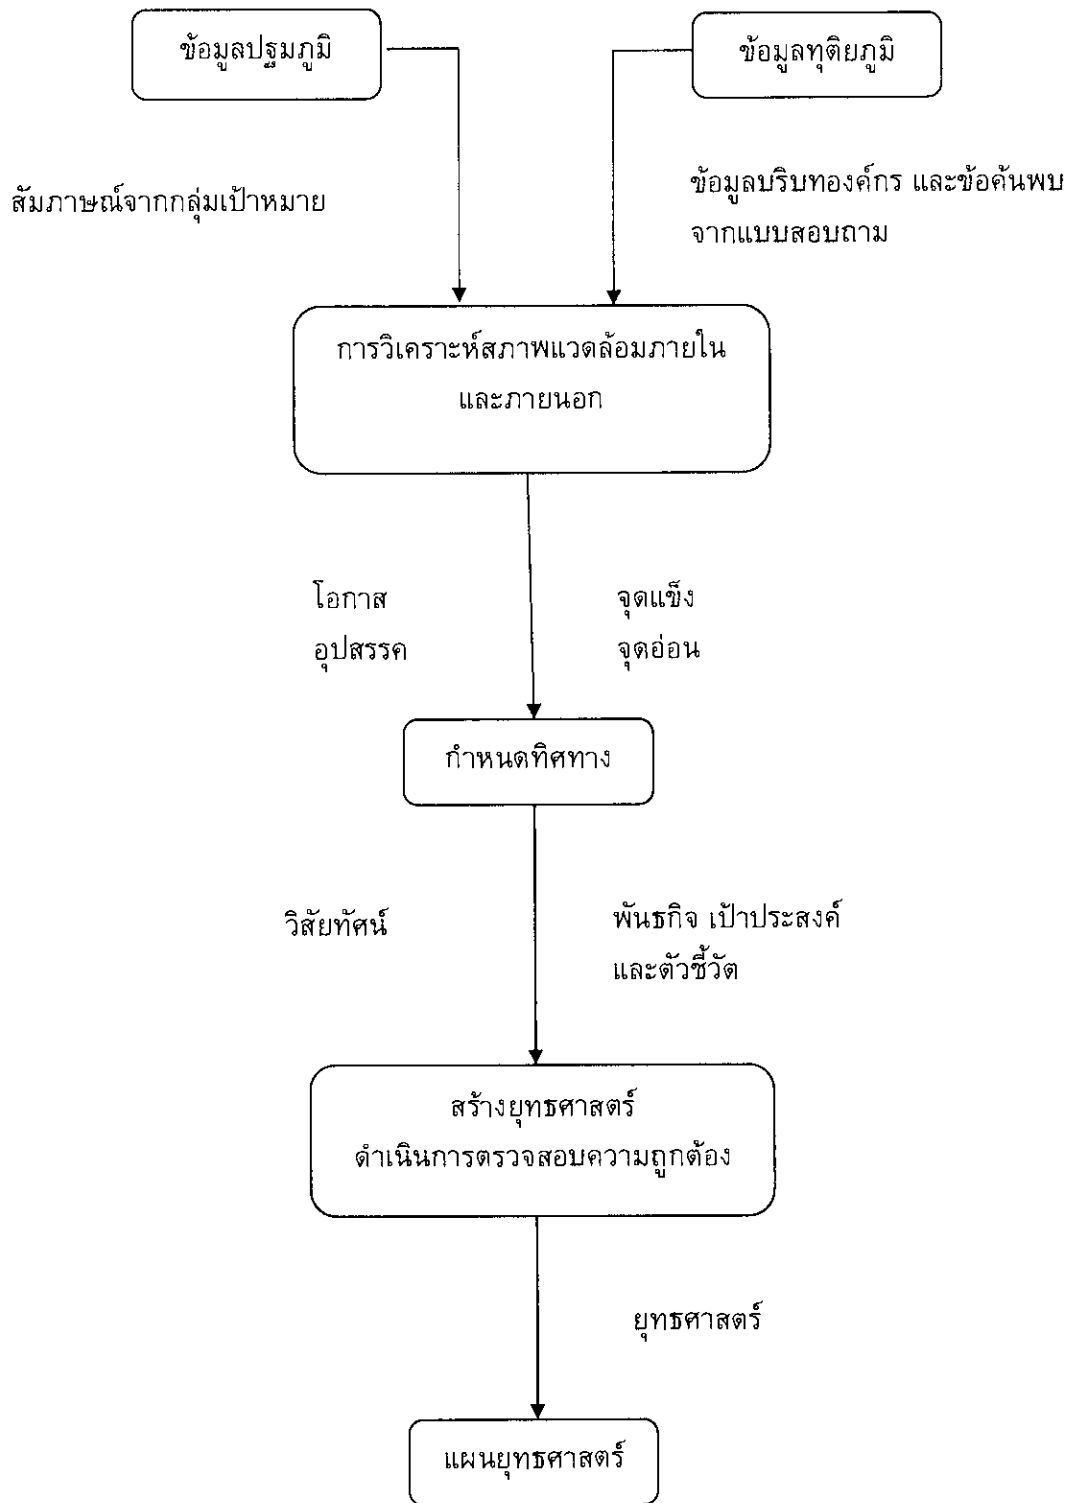 ข้อมูลปฐมภูมิ
ข้อมูลทุติยภูมิ
สัมภาษณ์จากกลุ่มเป้าหมาย
ข้อมูลบริบทองค์กร และข้อค้นพบ
จากแบบสอบถาม
การวิเคราะห์สภาพแวดล้อมภายใน
และภายนอก
โอกาส
อุปสรรค
จุดแข็ง
จุดอ่อน
กำหนดทิศทาง
วิสัยทัศน์
พันธกิจ เป้าประสงค์
และตัวชี้วัด
สร้างยุทธศาสตร์
ดำเนินการตรวจสอบความถูกต้อง
ยุทธศาสตร์
แผนยุทธศาสตร์